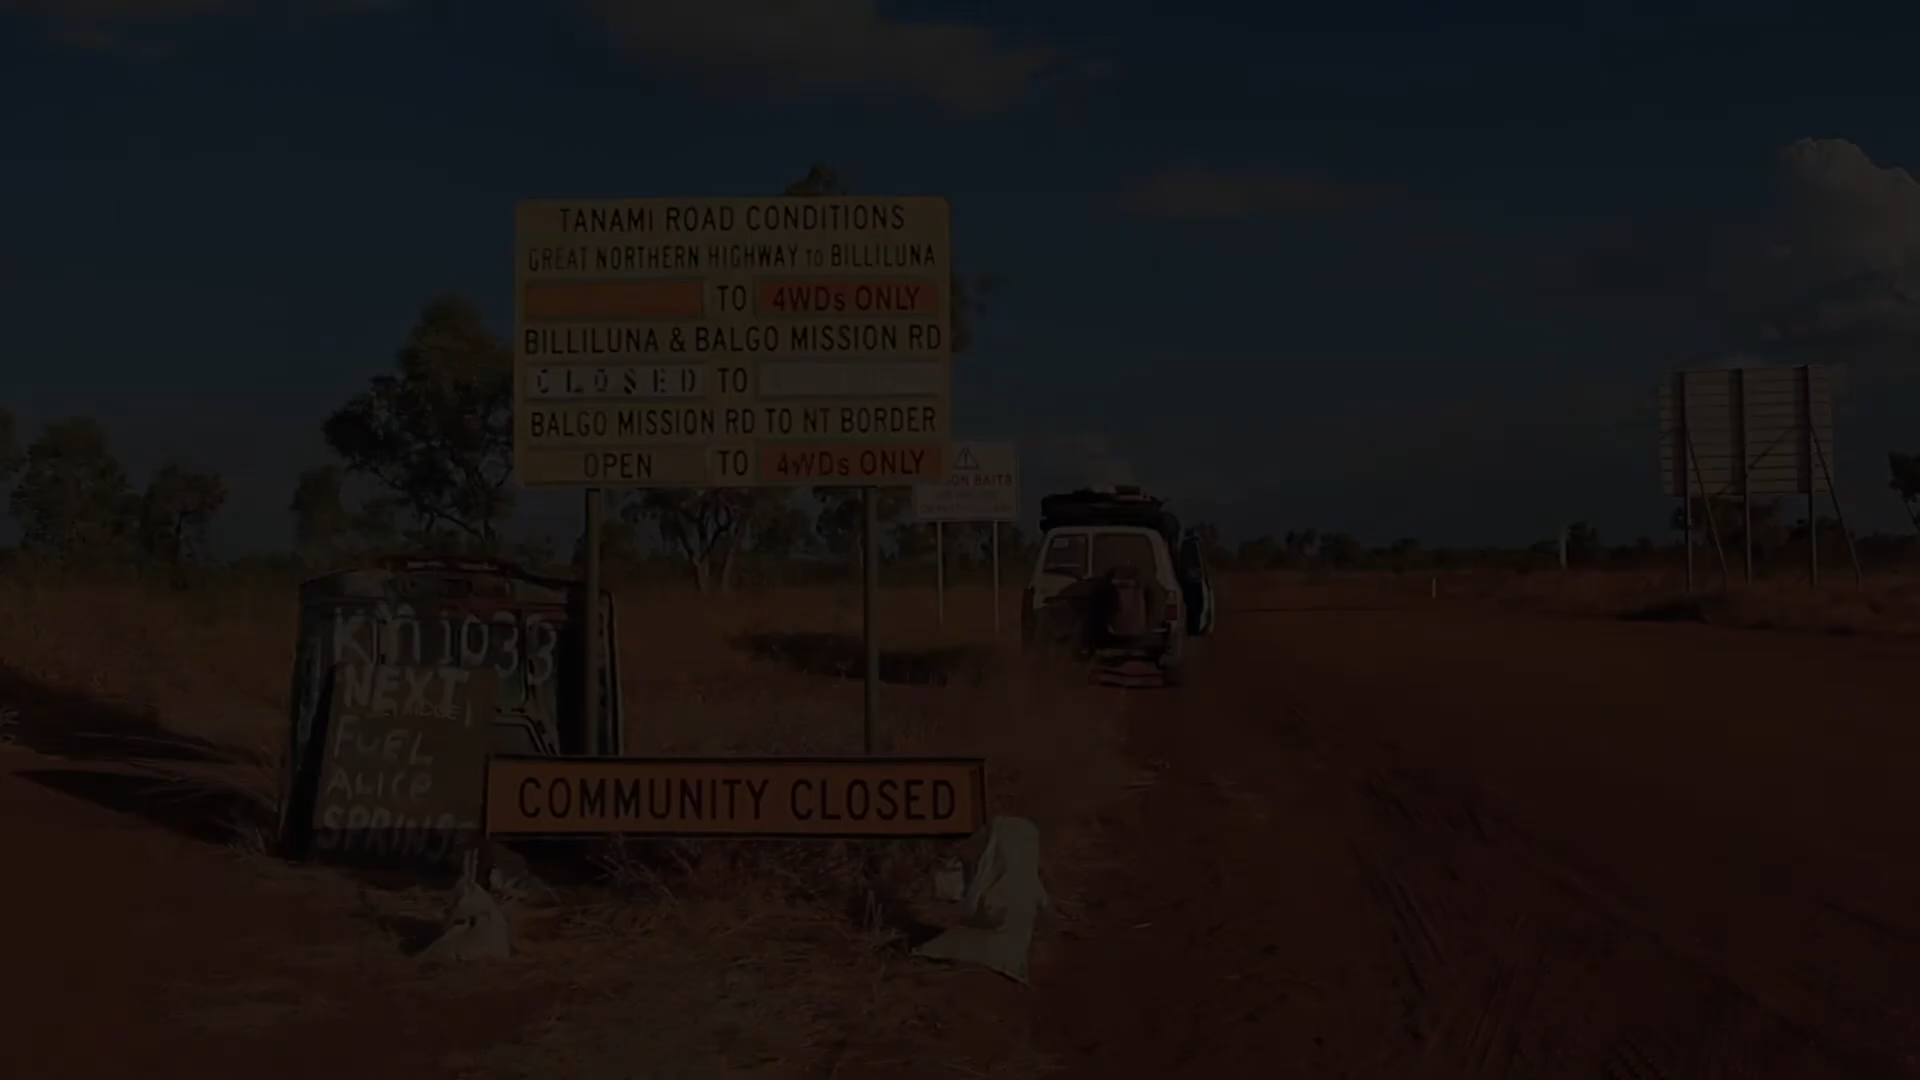 TANAMI ROAD CONDITIONS
GREAT NORTHERN HIGHWAY TO BILLILUNA
TO 4WDs ONLY
BILLILUNA & BALGO MISSION RD
CLOSED TO
BALGO MISSION RD TO NT BORDER
OPEN TO 4WDs ONLY
BAITS
KM 1033
NEXT
FUEL
ALICE
SPRINGS
COMMUNITY CLOSED